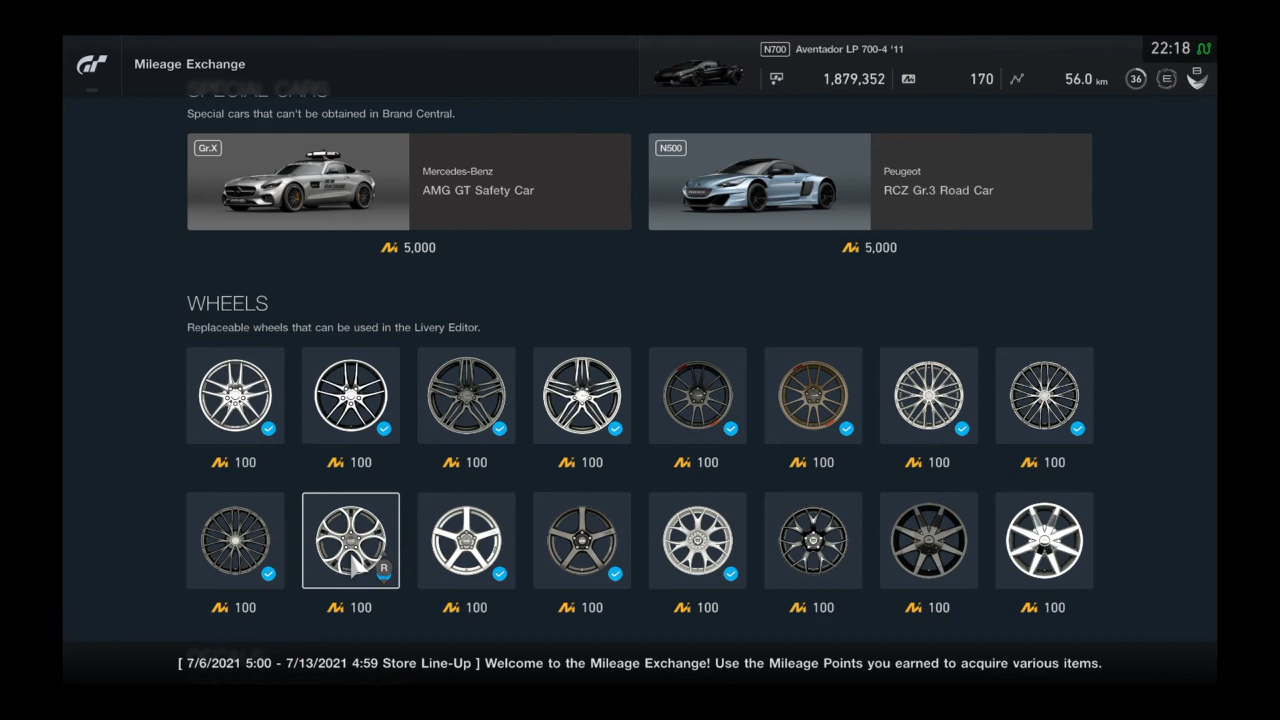 N700 Aventador LP 700-4 '11
22:18
Mileage Exchange
1,879,352 170 56.0 km 36 E B
SPECIAL CARS
Special cars that can't be obtained in Brand Central.
Gr.X
Mercedes-Benz
AMG GT Safety Car
N500
Peugeot
RCZ Gr.3 Road Car
5,000 5,000
WHEELS
Replaceable wheels that can be used in the Livery Editor.
100 100 100 100 100 100 100 100
R
100 100 100 100 100 100 100 100
[ 7/6/2021 5:00 - 7/13/2021 4:59 Store Line-Up ] Welcome to the Mileage Exchange! Use the Mileage Points you earned to acquire various items.